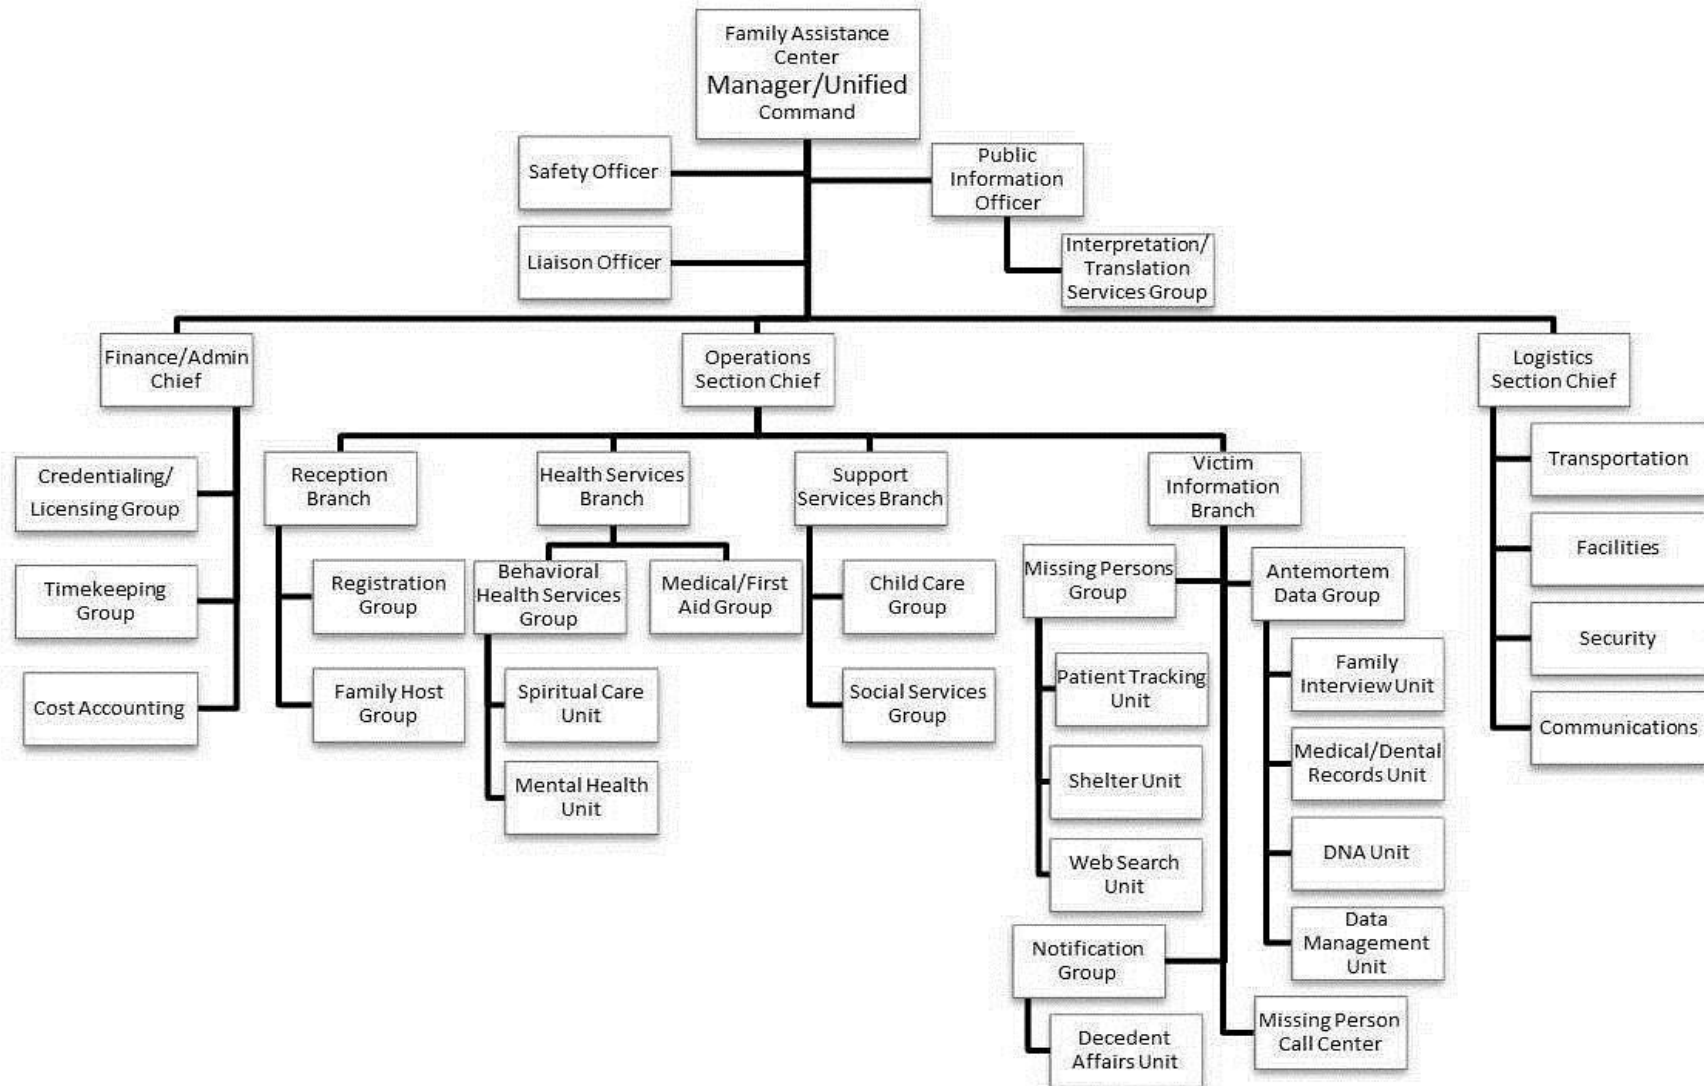 Family Assistance
Center
Manager/Unified
Command
Safety Officer
Public
Information
Officer
Liaison Officer
Interpretation/
Translation
Services Group
Finance/Admin
Chief
Operations
Section Chief
Logistics
Section Chief
Credentialing/
Licensing Group
Timekeeping
Group
Cost Accounting
Reception
Branch
Registration
Group
Family Host
Group
Health Services
Branch
Behavioral
Health Services
Group
Medical/First
Aid Group
Spiritual Care
Unit
Mental Health
Unit
Support
Services Branch
Child Care
Group
Social Services
Group
Victim
Information
Branch
Missing Persons
Group
Patient Tracking
Unit
Shelter Unit
Web Search
Unit
Notification
Group
Decedent
Affairs Unit
Antemortem
Data Group
Family
Interview Unit
Medical/Dental
Records Unit
DNA Unit
Data
Management
Unit
Missing Person
Call Center
Transportation
Facilities
Security
Communications